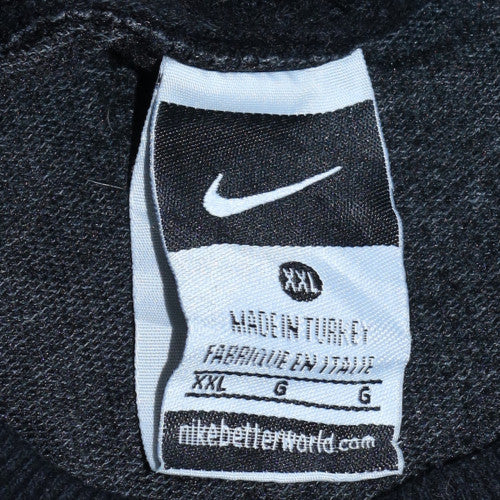 XXL
MADE IN TURKEY
FABRIQUE EN ITALIE
XXL G G
nikebetterworld.com